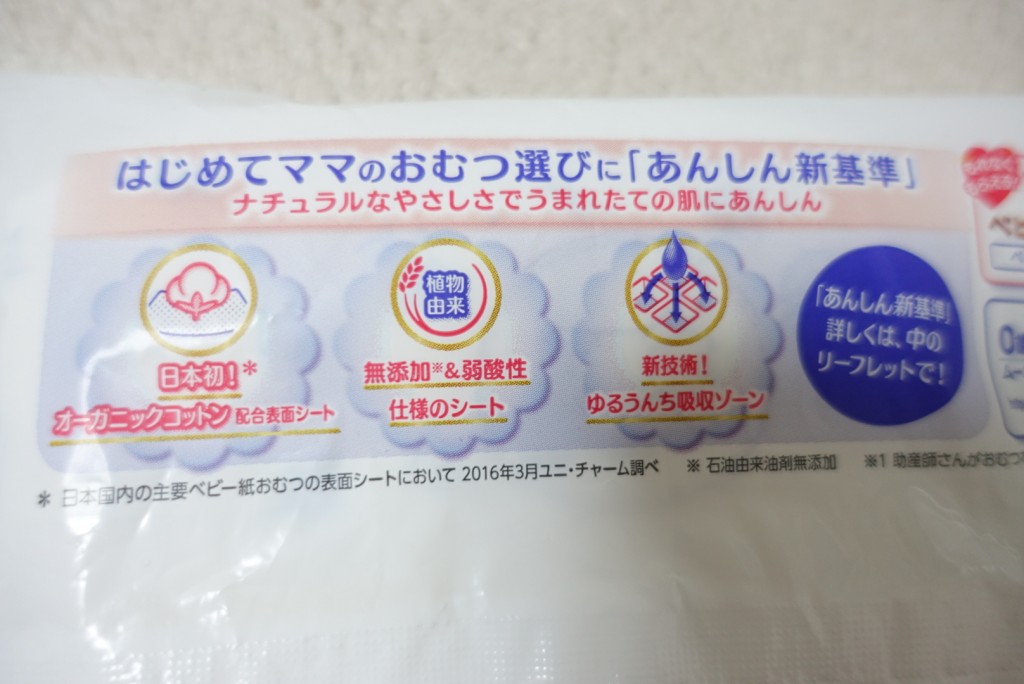 はじめてママのおむつ選びに「あんしん新基準」
ナチュラルなやさしさでうまれたての肌にあんしん
日本初！*
オーガニックコットン 配合表面シート
植物
由来
無添加※&弱酸性
仕様のシート
新技術！
ゆるうんち吸収ゾーン
「あんしん新基準」
詳しくは、中の
リーフレットで！
* 日本国内の主要ベビー紙おむつの表面シートにおいて 2016年3月ユニ・チャーム調べ ※ 石油由来油剤無添加 ※1 助産師さんがおむつ